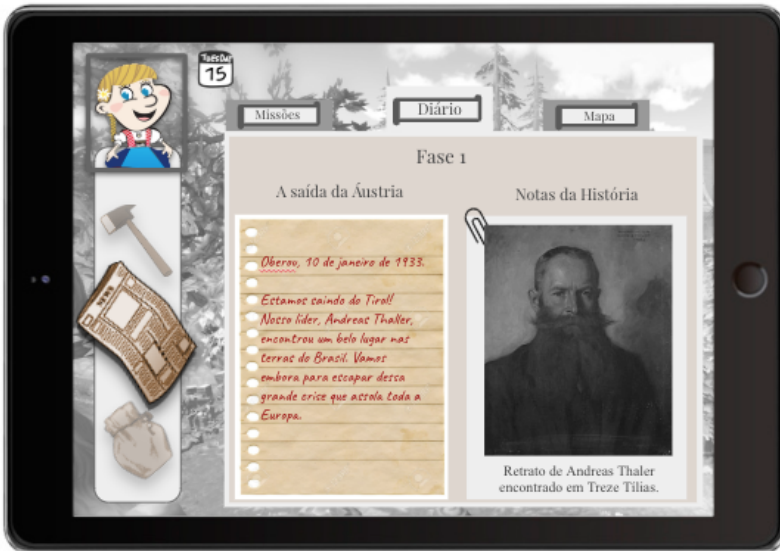 TUESDAY
15
Missões
Diário
Mapa
Fase 1
A saída da Áustria
Oberou, 10 de janeiro de 1933.
Estamos saindo do Tirol!
Nosso líder, Andreas Thaller,
encontrou um belo lugar nas
terras do Brasil. Vamos
embora para escapar dessa
grande crise que assola toda a
Europa.
Notas da História
Retrato de Andreas Thaler
encontrado em Treze Tílias.
NEWS